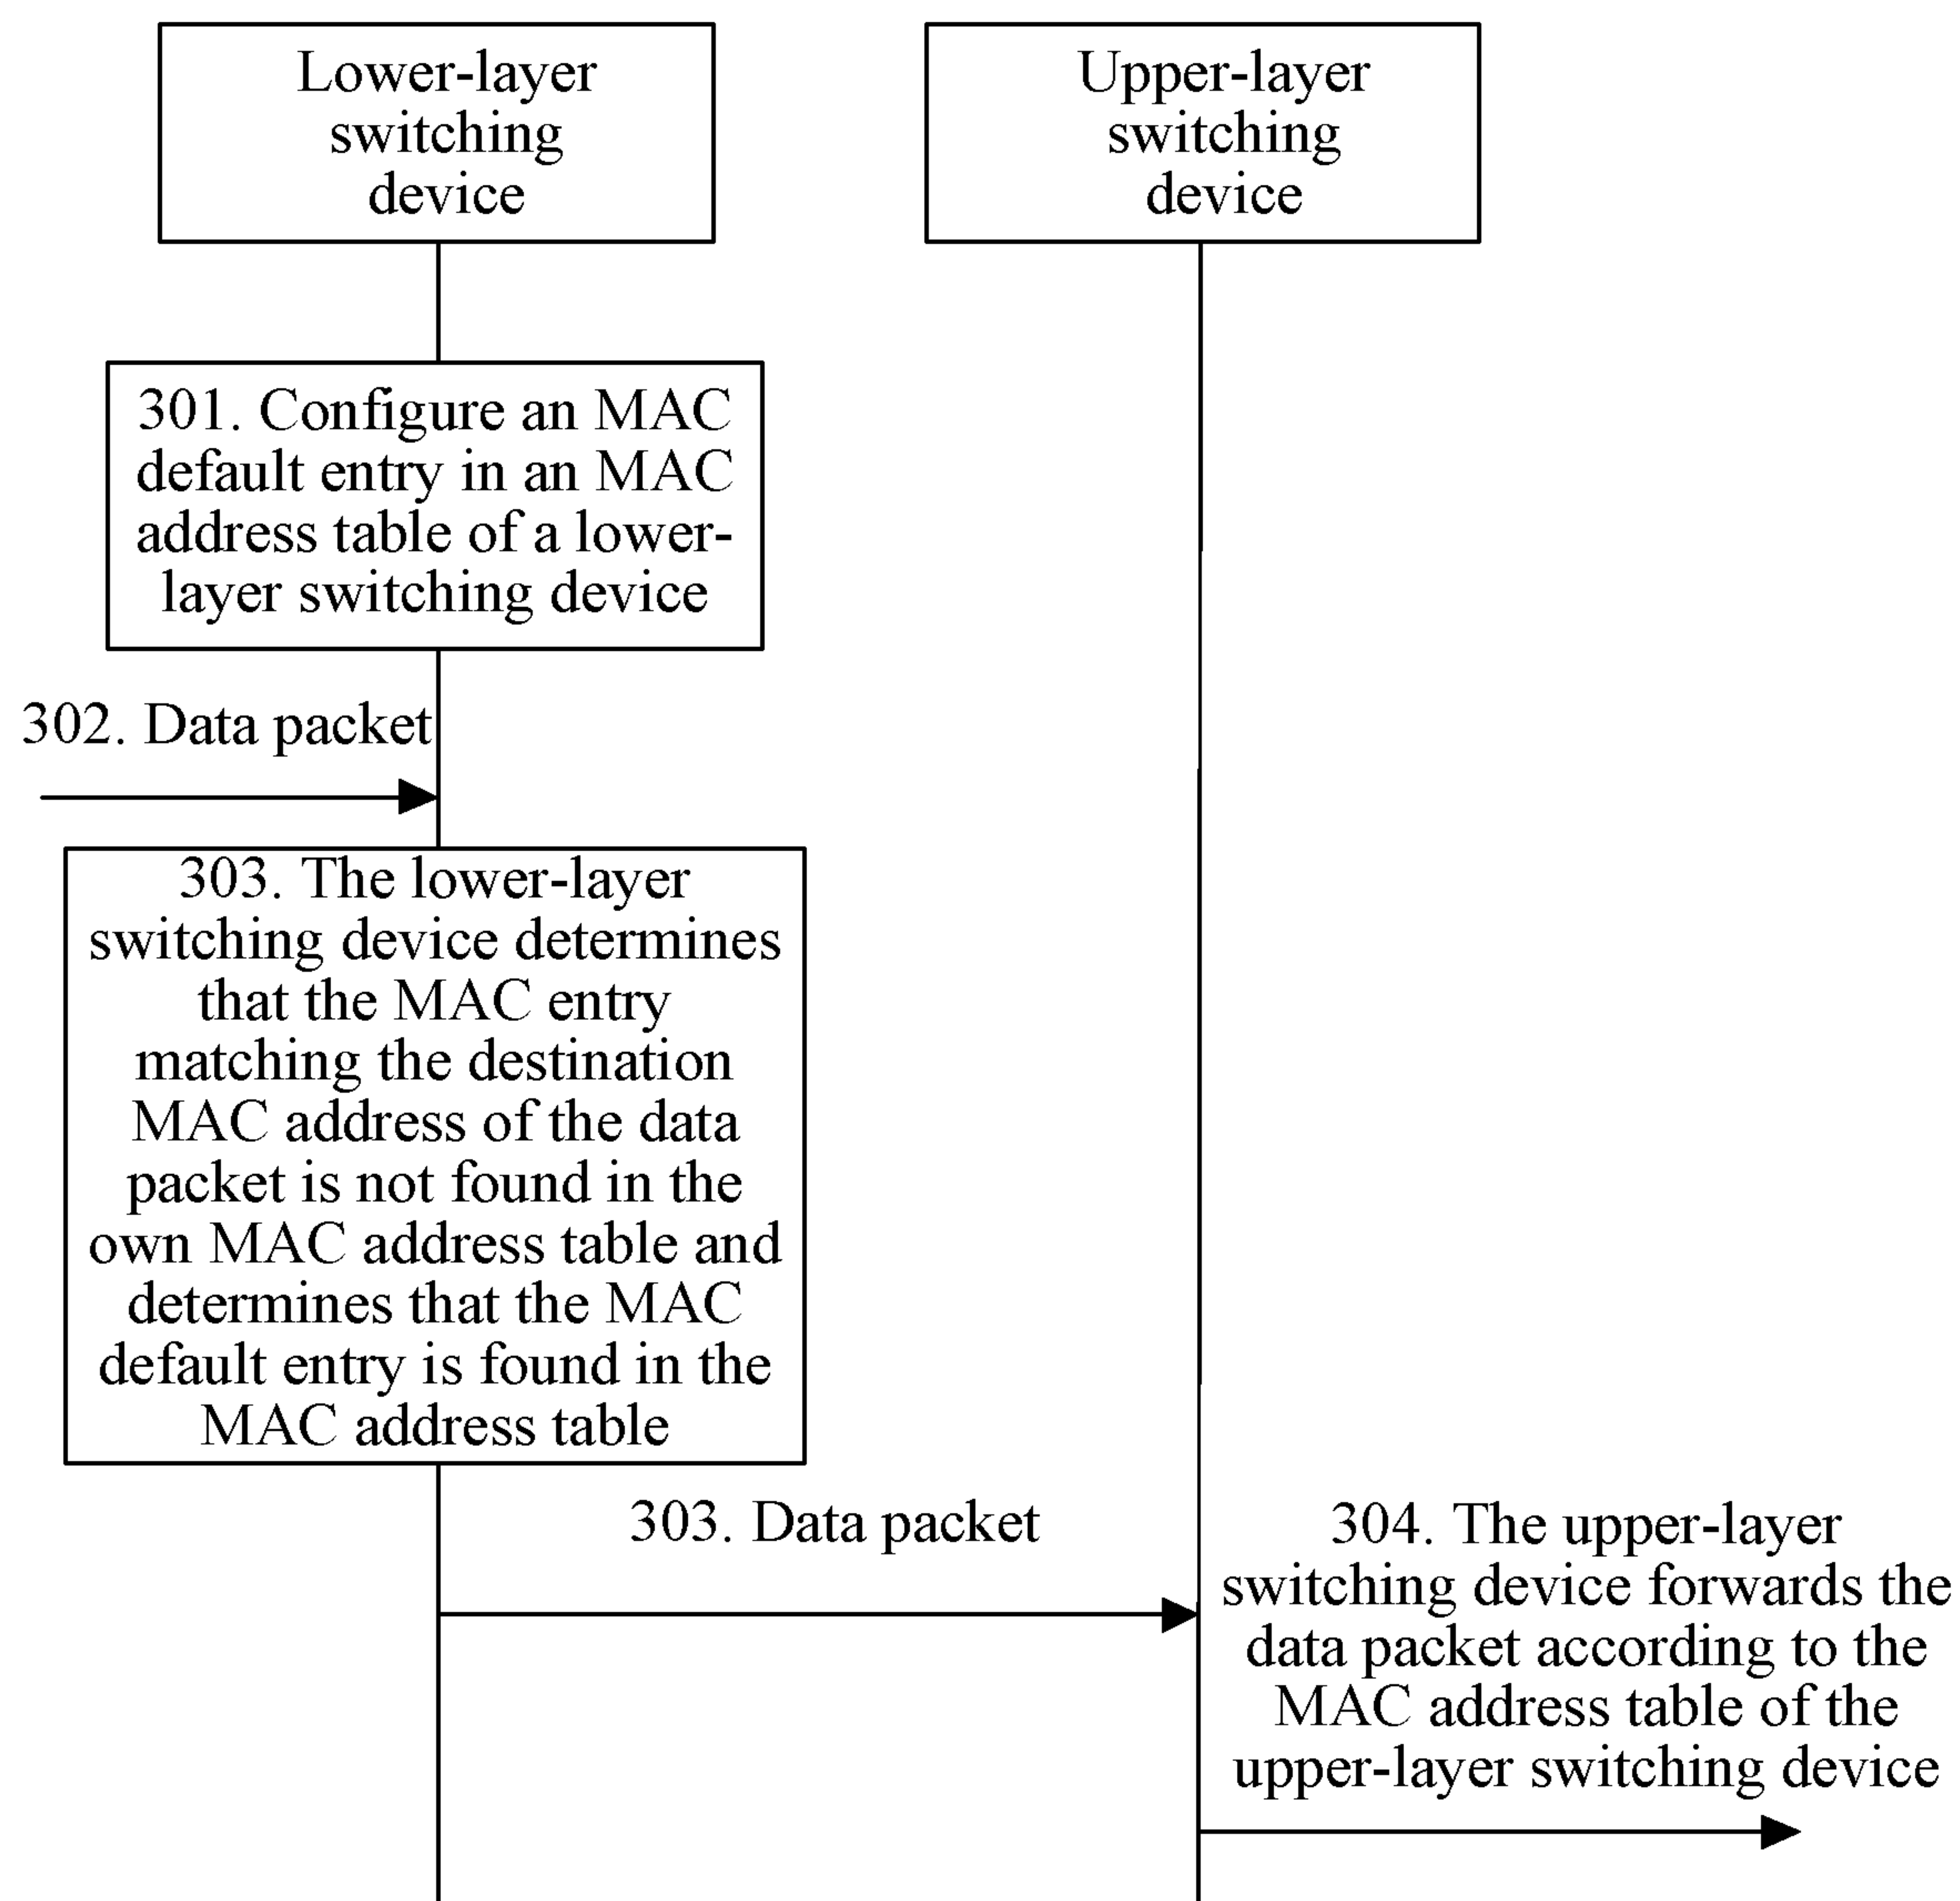 Lower-layer
switching
device
Upper-layer
switching
device
301. Configure an MAC
default entry in an MAC
address table of a lower-
layer switching device
302. Data packet
303. The lower-layer
switching device determines
that the MAC entry
matching the destination
MAC address of the data
packet is not found in the
own MAC address table and
determines that the MAC
default entry is found in the
MAC address table
303. Data packet
304. The upper-layer
switching device forwards the
data packet according to the
MAC address table of the
upper-layer switching device